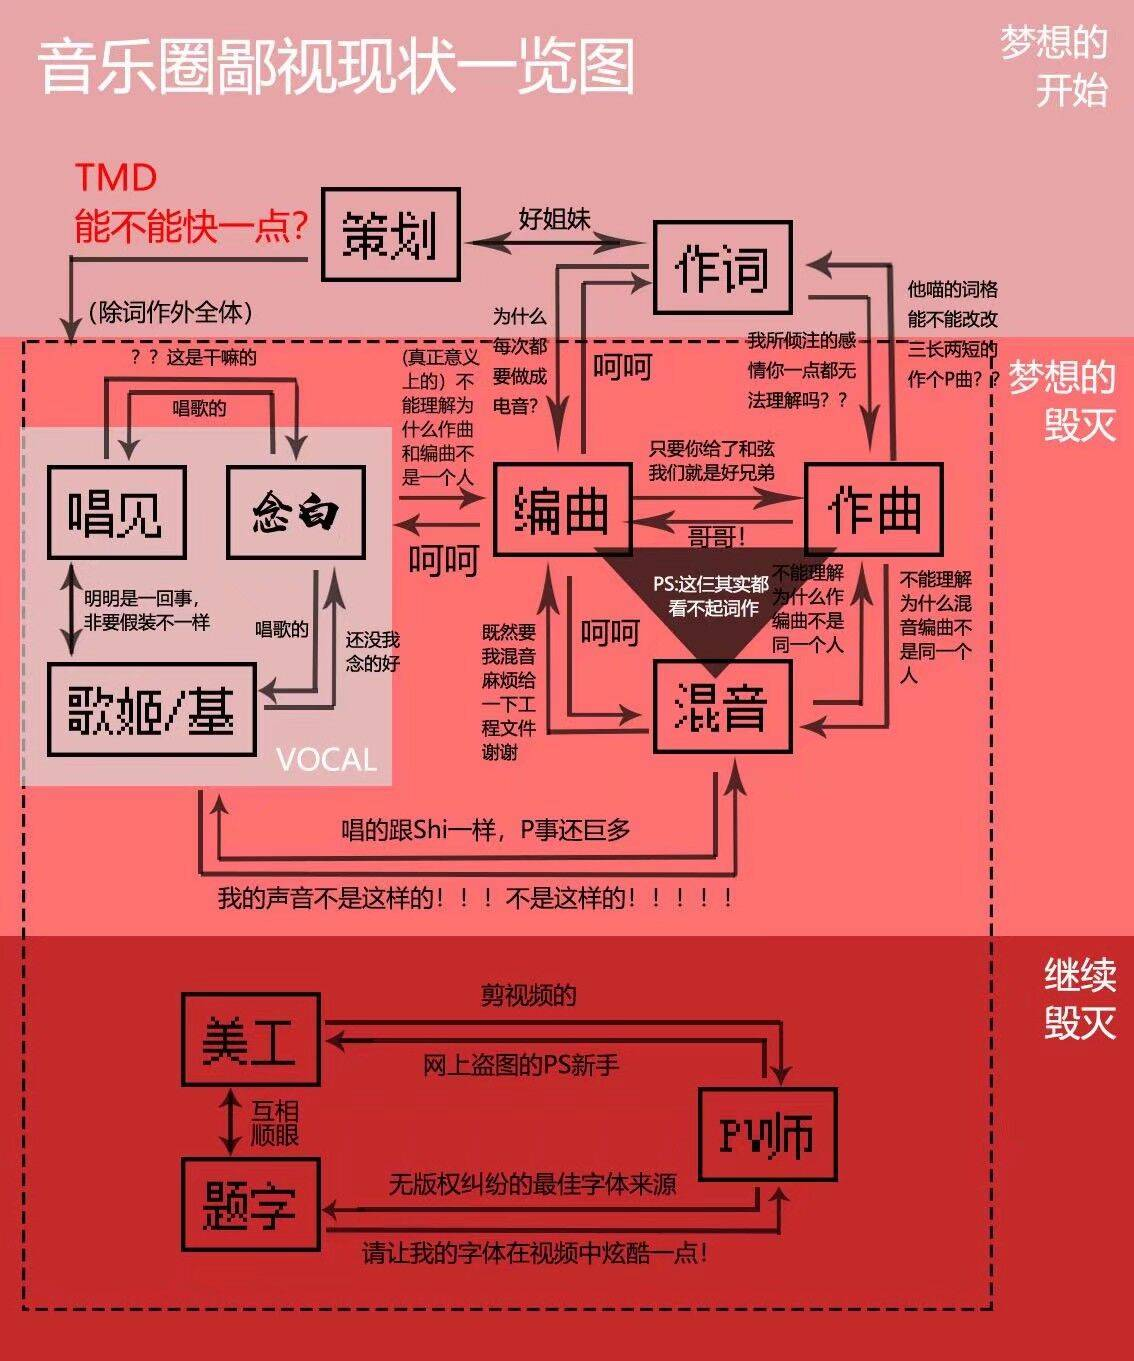 音乐圈鄙视现状一览图
梦想的
开始
TMD
能不能快一点?
策划
好姐妹
作词
(除词作外全体)
为什么
每次都
要做成
电音?
呵呵
我所倾注的感
情你一点都无
法理解吗??
他喵的词格
能不能改改
三长两短的
作个P曲??
梦想的
毁灭
??这是干嘛的
唱歌的
(真正意义
上的)不
能理解为
什么作曲
和编曲不
是一个人
呵呵
唱见
念白
编曲
只要你给了和弦
我们就是好兄弟
哥哥!
作曲
明明是一回事,
非要假装不一样
唱歌的
还没我
念的好
歌姬/基
VOCAL
既然要
我混音
麻烦给
一下工
程文件
谢谢
呵呵
PS:这仨其实都
看不起词作
不能理解
为什么作
编曲不是
同一个人
不能理解
为什么混
音编曲不
是同一个
人
混音
唱的跟Shi一样，P事还巨多
我的声音不是这样的!!!不是这样的!!!!!
继续
毁灭
美工
剪视频的
网上盗图的PS新手
互相
顺眼
PV师
题字
无版权纠纷的最佳字体来源
请让我的字体在视频中炫酷一点!